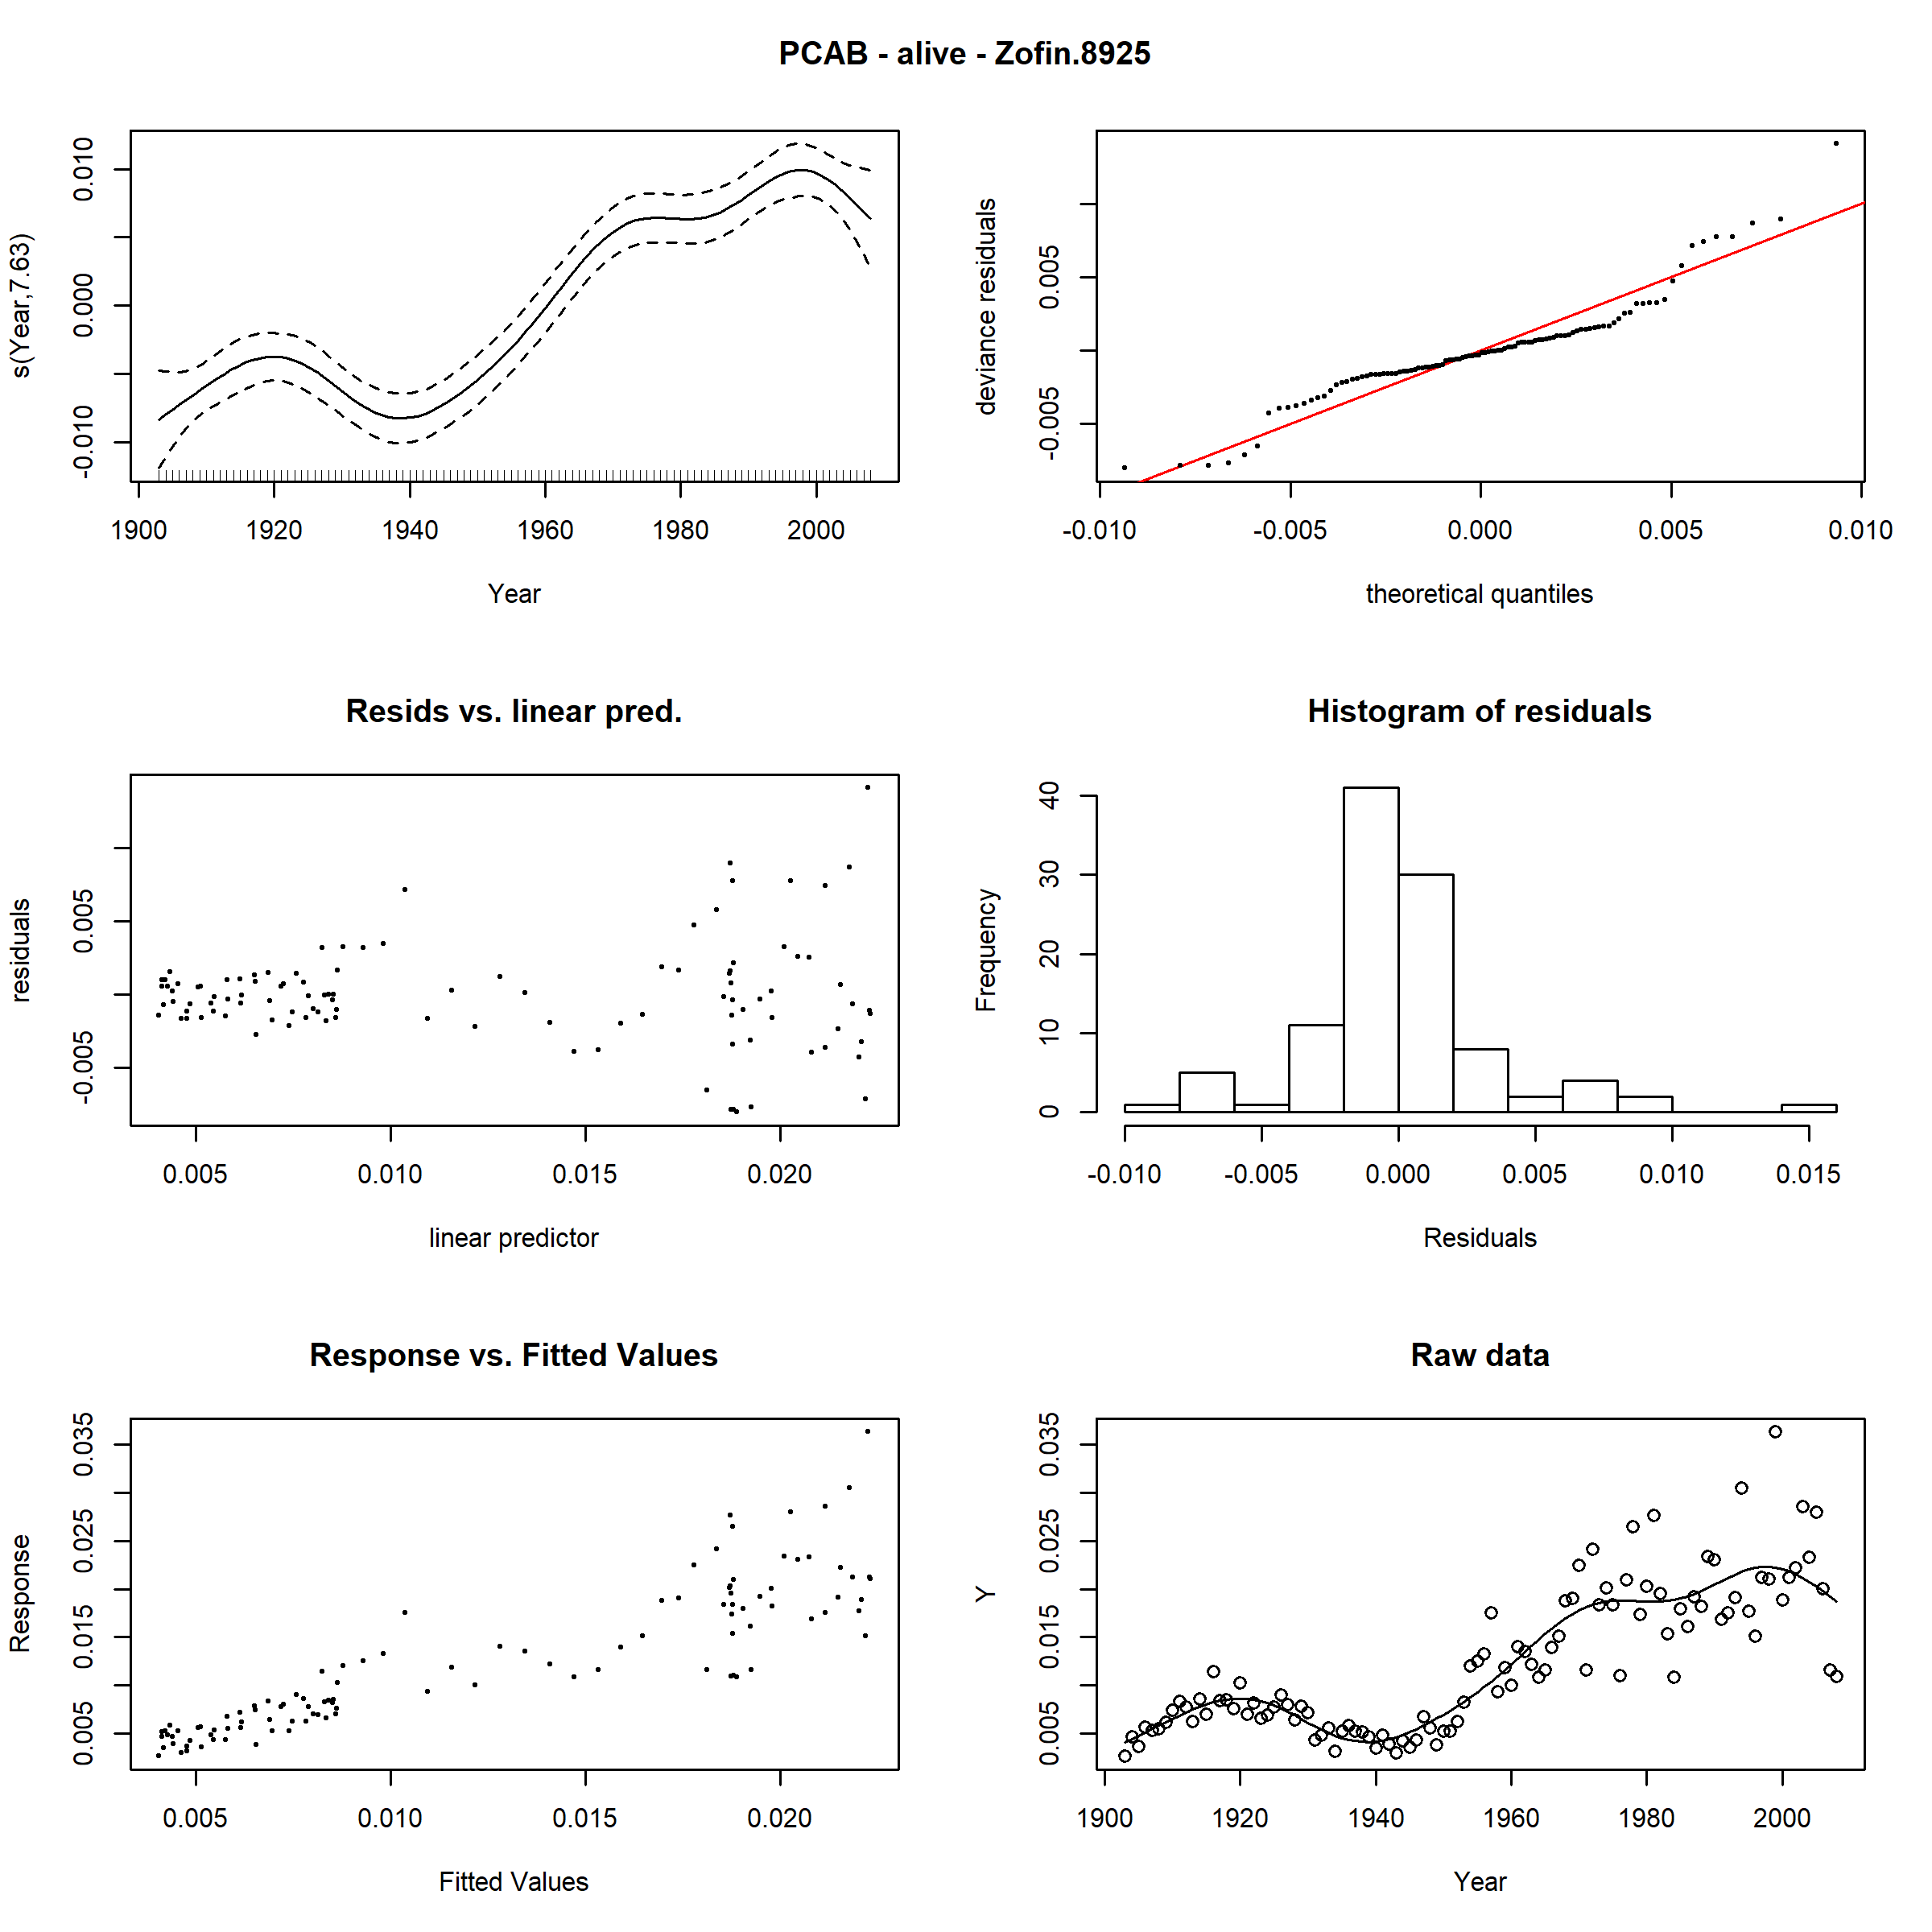 PCAB - alive - Zofin.8925
s(Year,7.63)
-0.010 0.000 0.010
1900 1920 1940 1960 1980 2000
Year
deviance residuals
-0.005 0.005
-0.010 -0.005 0.000 0.005 0.010
theoretical quantiles
Resids vs. linear pred.
residuals
-0.005 0.005
0.005 0.010 0.015 0.020
linear predictor
Histogram of residuals
Frequency
0 10 20 30 40
-0.010 -0.005 0.000 0.005 0.010 0.015
Residuals
Response vs. Fitted Values
Response
0.005 0.015 0.025 0.035
0.005 0.010 0.015 0.020
Fitted Values
Raw data
Y
0.005 0.015 0.025 0.035
1900 1920 1940 1960 1980 2000
Year